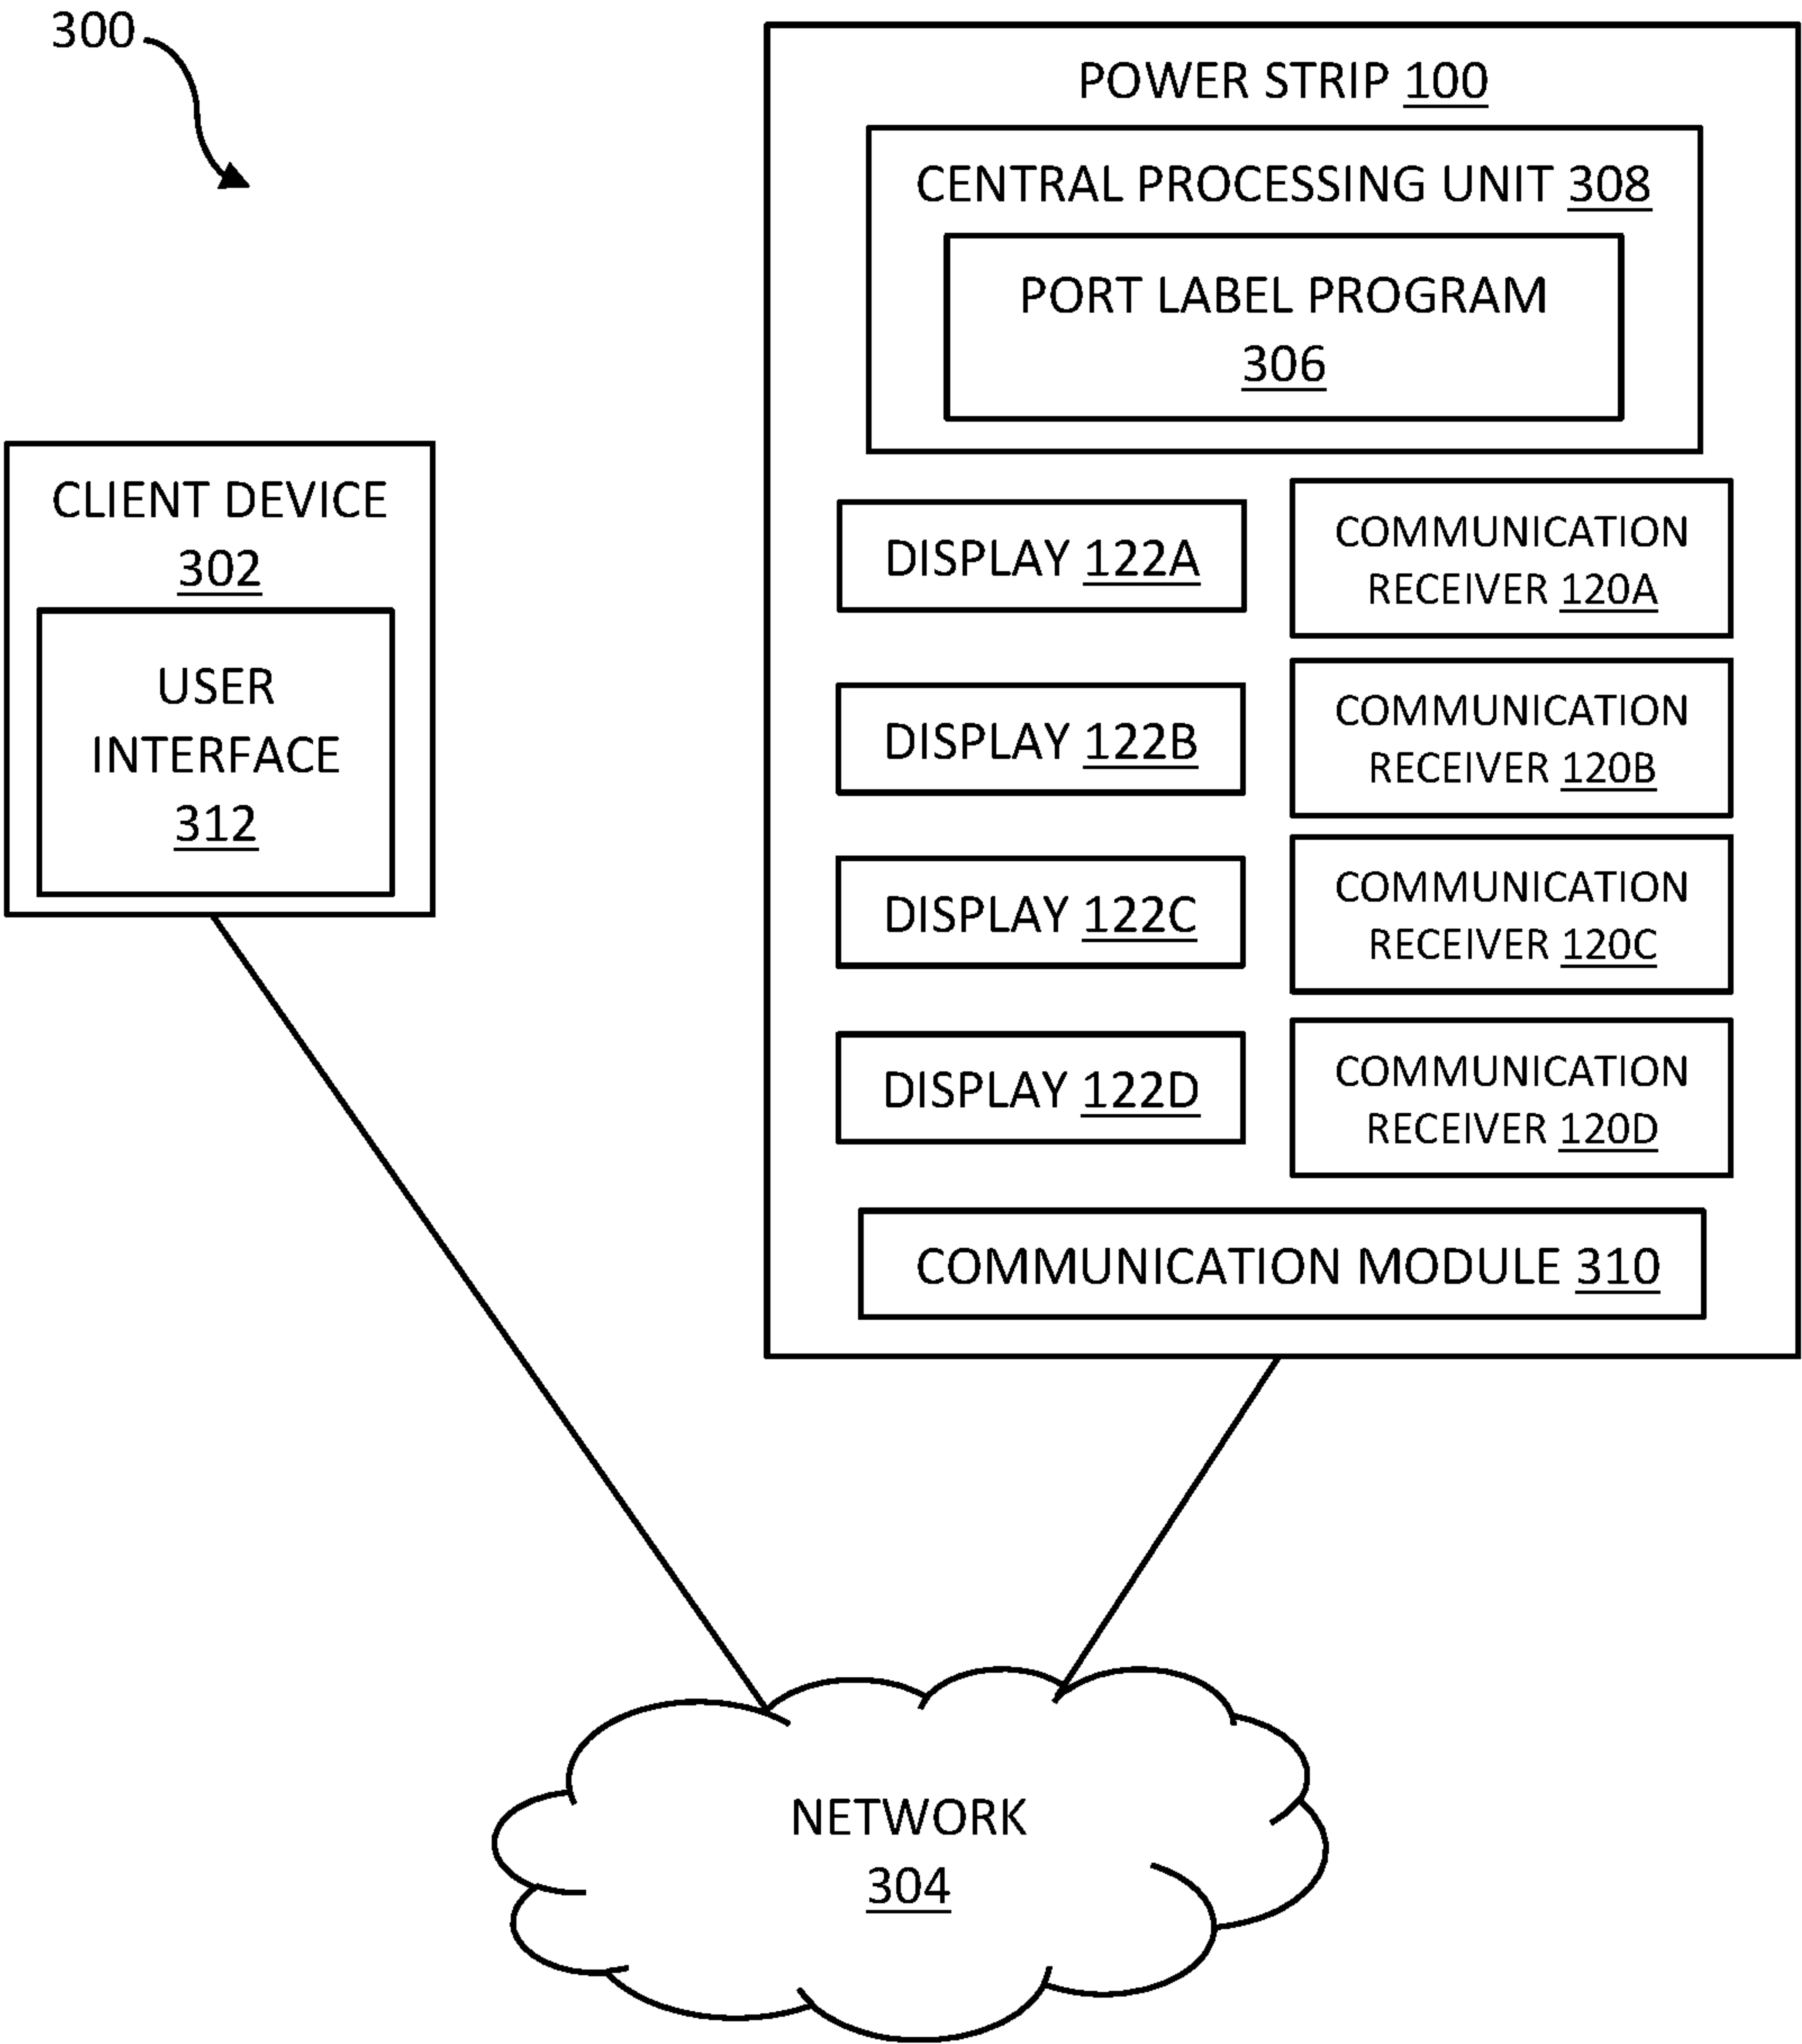 300
POWER STRIP 100
CENTRAL PROCESSING UNIT 308
PORT LABEL PROGRAM
306
CLIENT DEVICE
302
USER
INTERFACE
312
DISPLAY 122A
COMMUNICATION
RECEIVER 120A
DISPLAY 122B
COMMUNICATION
RECEIVER 120B
DISPLAY 122C
COMMUNICATION
RECEIVER 120C
DISPLAY 122D
COMMUNICATION
RECEIVER 120D
COMMUNICATION MODULE 310
NETWORK
304